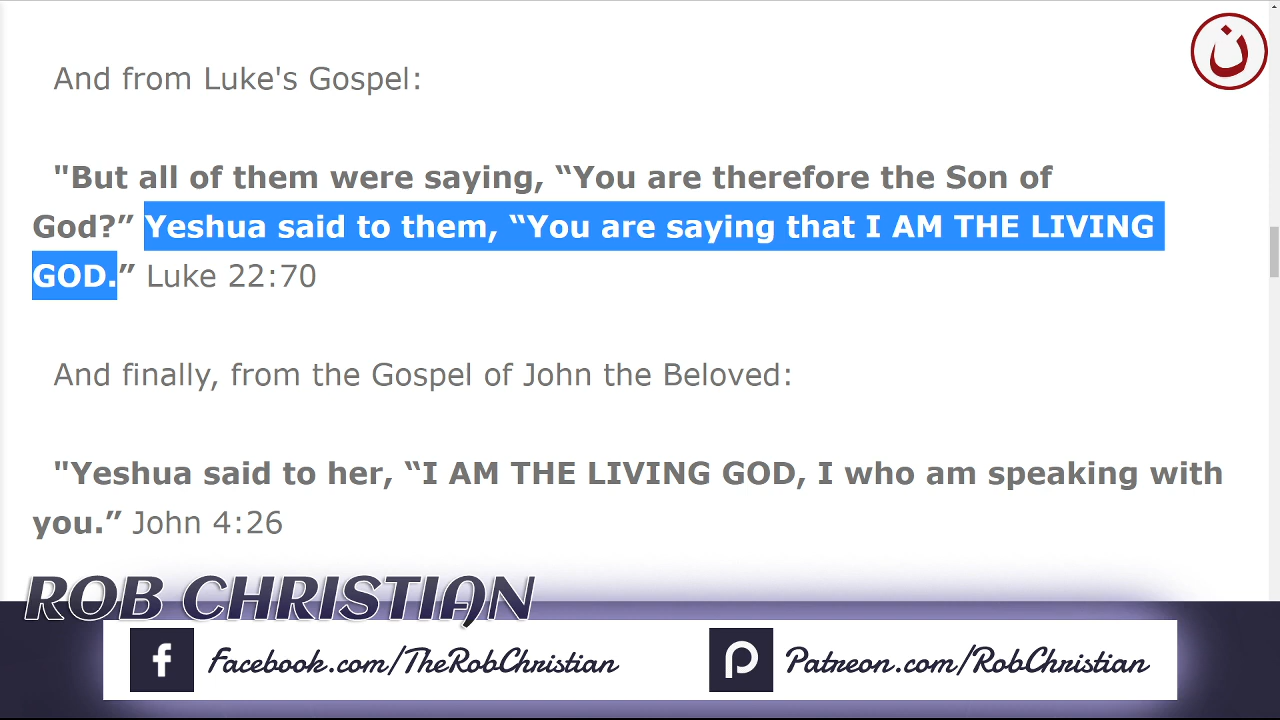 ن
And from Luke's Gospel:
"But all of them were saying, “You are therefore the Son of
God?” Yeshua said to them, “You are saying that I AM THE LIVING
GOD.” Luke 22:70
And finally, from the Gospel of John the Beloved:
"Yeshua said to her, “I AM THE LIVING GOD, I who am speaking with
you.” John 4:26
ROB CHRISTIAN
Facebook.com/TheRobChristian
Patreon.com/RobChristian